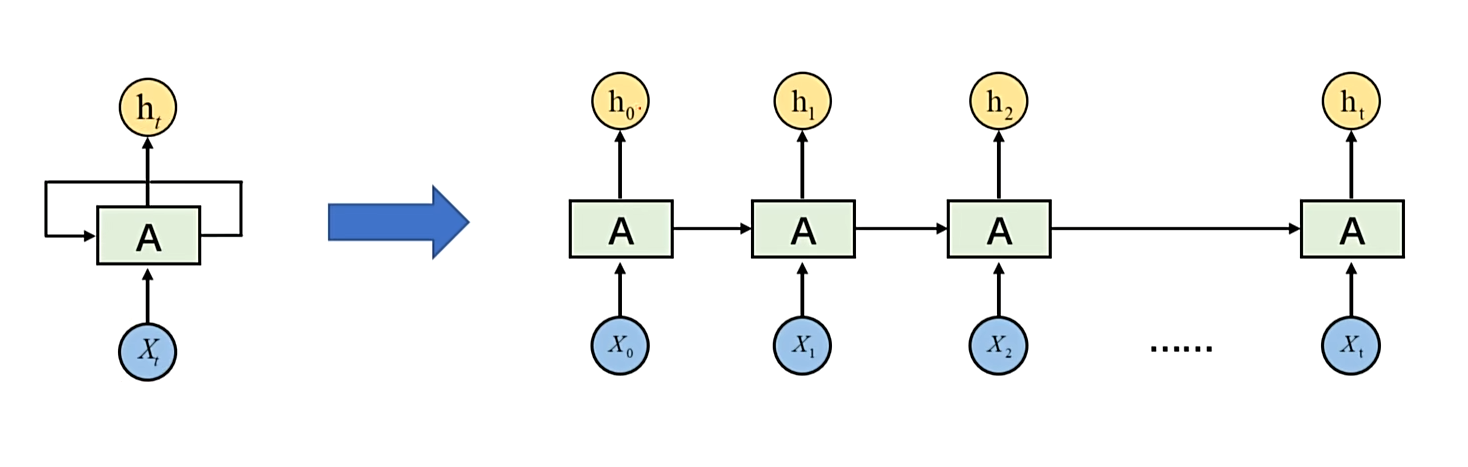 h_t
A
X_t
h_0 h_1 h_2 h_t
A A A A
X_0 X_1 X_2 ...... X_t